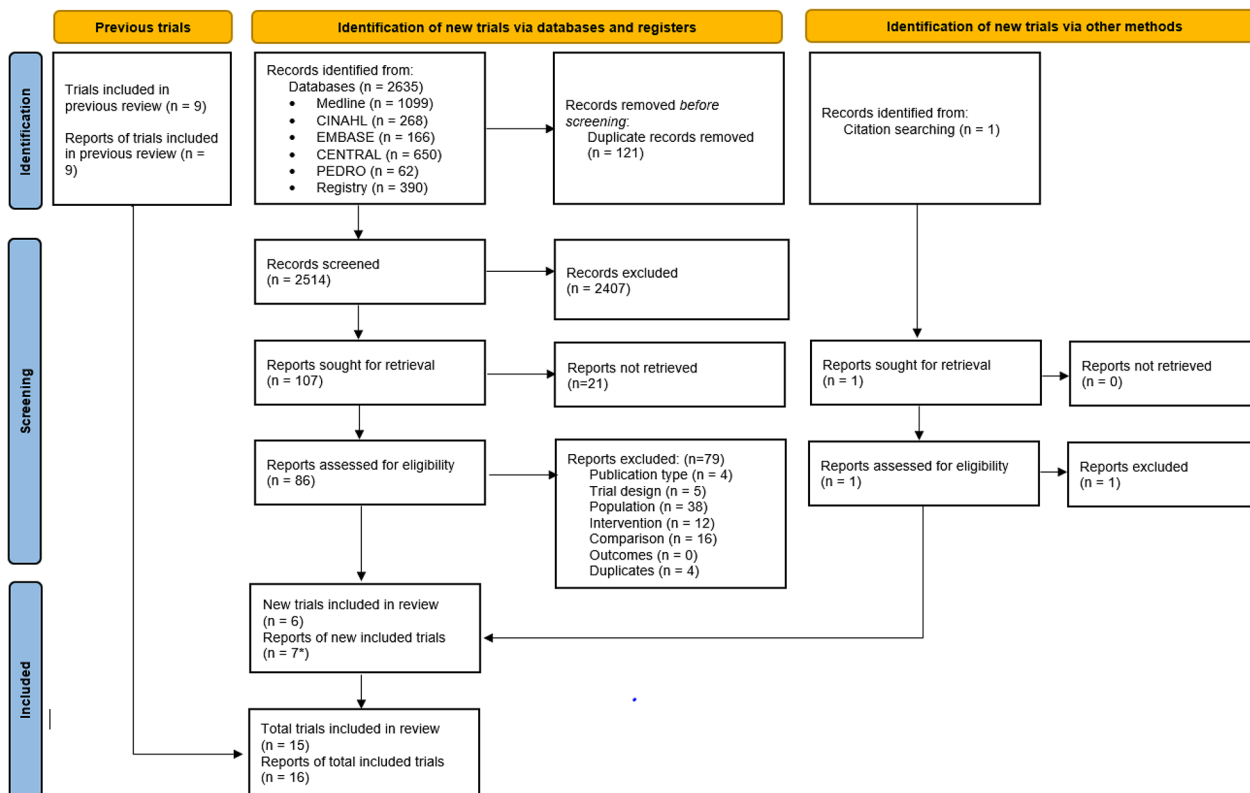 Previous trials
Identification of new trials via databases and registers
Identification of new trials via other methods
Identification
Trials included in
previous review (n = 9)
Reports of trials included
in previous review (n =
9)
Records identified from:
Databases (n = 2635)
• Medline (n = 1099)
• CINAHL (n = 268)
• EMBASE (n = 166)
• CENTRAL (n = 650)
• PEDRO (n = 62)
• Registry (n = 390)
Records removed before
screening:
Duplicate records removed
(n = 121)
Records identified from:
Citation searching (n = 1)
Screening
Records screened
(n = 2514)
Records excluded
(n = 2407)
Reports sought for retrieval
(n = 107)
Reports not retrieved
(n=21)
Reports sought for retrieval
(n = 1)
Reports not retrieved
(n = 0)
Reports assessed for eligibility
(n = 86)
Reports excluded: (n=79)
Publication type (n = 4)
Trial design (n = 5)
Population (n = 38)
Intervention (n = 12)
Comparison (n = 16)
Outcomes (n = 0)
Duplicates (n = 4)
Reports assessed for eligibility
(n = 1)
Reports excluded
(n = 1)
Included
New trials included in review
(n = 6)
Reports of new included trials
(n = 7*)
Total trials included in review
(n = 15)
Reports of total included trials
(n = 16)